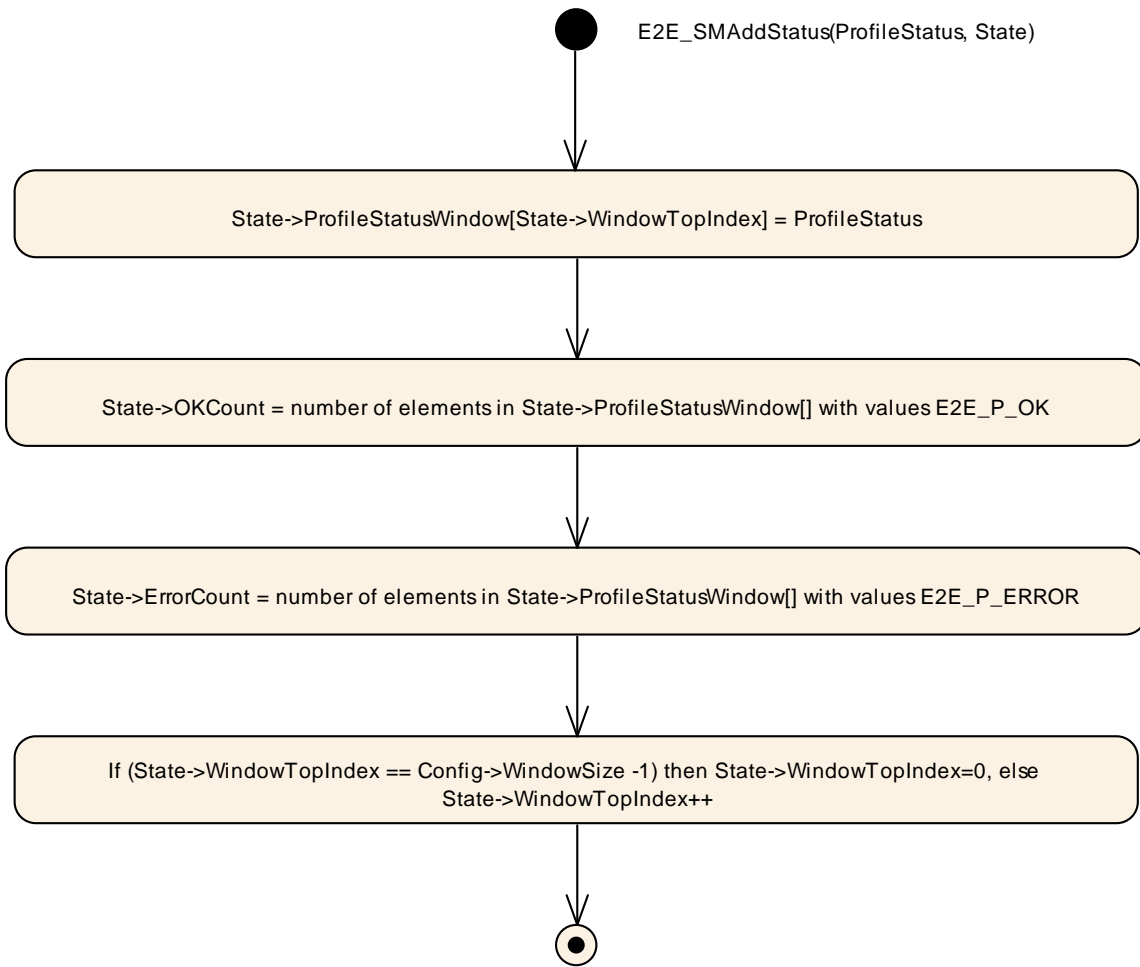 E2E_SMAddStatus(ProfileStatus, State)
State->ProfileStatusWindow[State->WindowTopIndex] = ProfileStatus
State->OKCount = number of elements in State->ProfileStatusWindow[] with values E2E_P_OK
State->ErrorCount = number of elements in State->ProfileStatusWindow[] with values E2E_P_ERROR
If (State->WindowTopIndex == Config->WindowSize -1) then State->WindowTopIndex=0, else
State->WindowTopIndex++